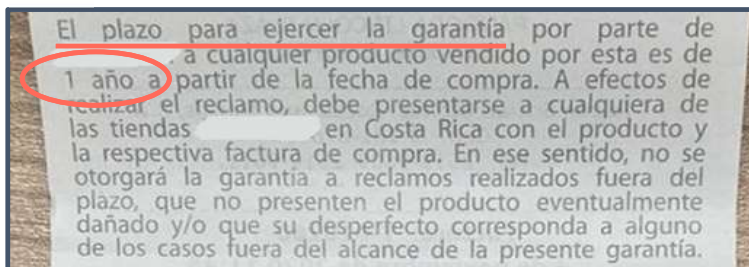 El plazo para ejercer la garantía por parte de
a cualquier producto vendido por esta es de
1 año a partir de la fecha de compra. A efectos de
realizar el reclamo, debe presentarse a cualquiera de
las tiendas en Costa Rica con el producto y
la respectiva factura de compra. En ese sentido, no se
otorgará la garantía a reclamos realizados fuera del
plazo, que no presenten el producto eventualmente
dañado y/o que su desperfecto corresponda a alguno
de los casos fuera del alcance de la presente garantía.